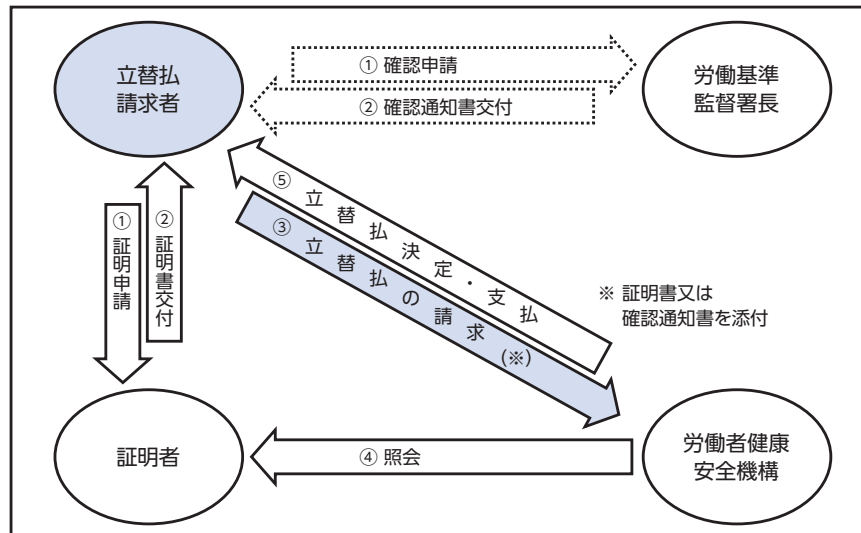 立替払
請求者
① 確認申請
② 確認通知書交付
労働基準
監督署長
⑤ 立替払決定・支払
③ 立替払の請求(※)
① 証明申請
② 証明書交付
※ 証明書又は
確認通知書を添付
証明者
④ 照会
労働者健康
安全機構